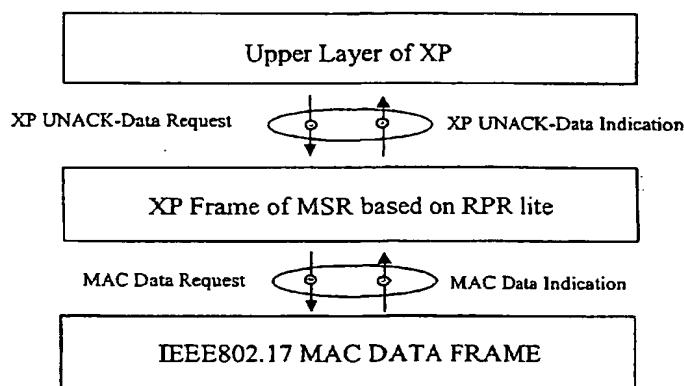 Upper Layer of XP
XP UNACK-Data Request
XP UNACK-Data Indication
XP Frame of MSR based on RPR lite
MAC Data Request
MAC Data Indication
IEEE802.17 MAC DATA FRAME